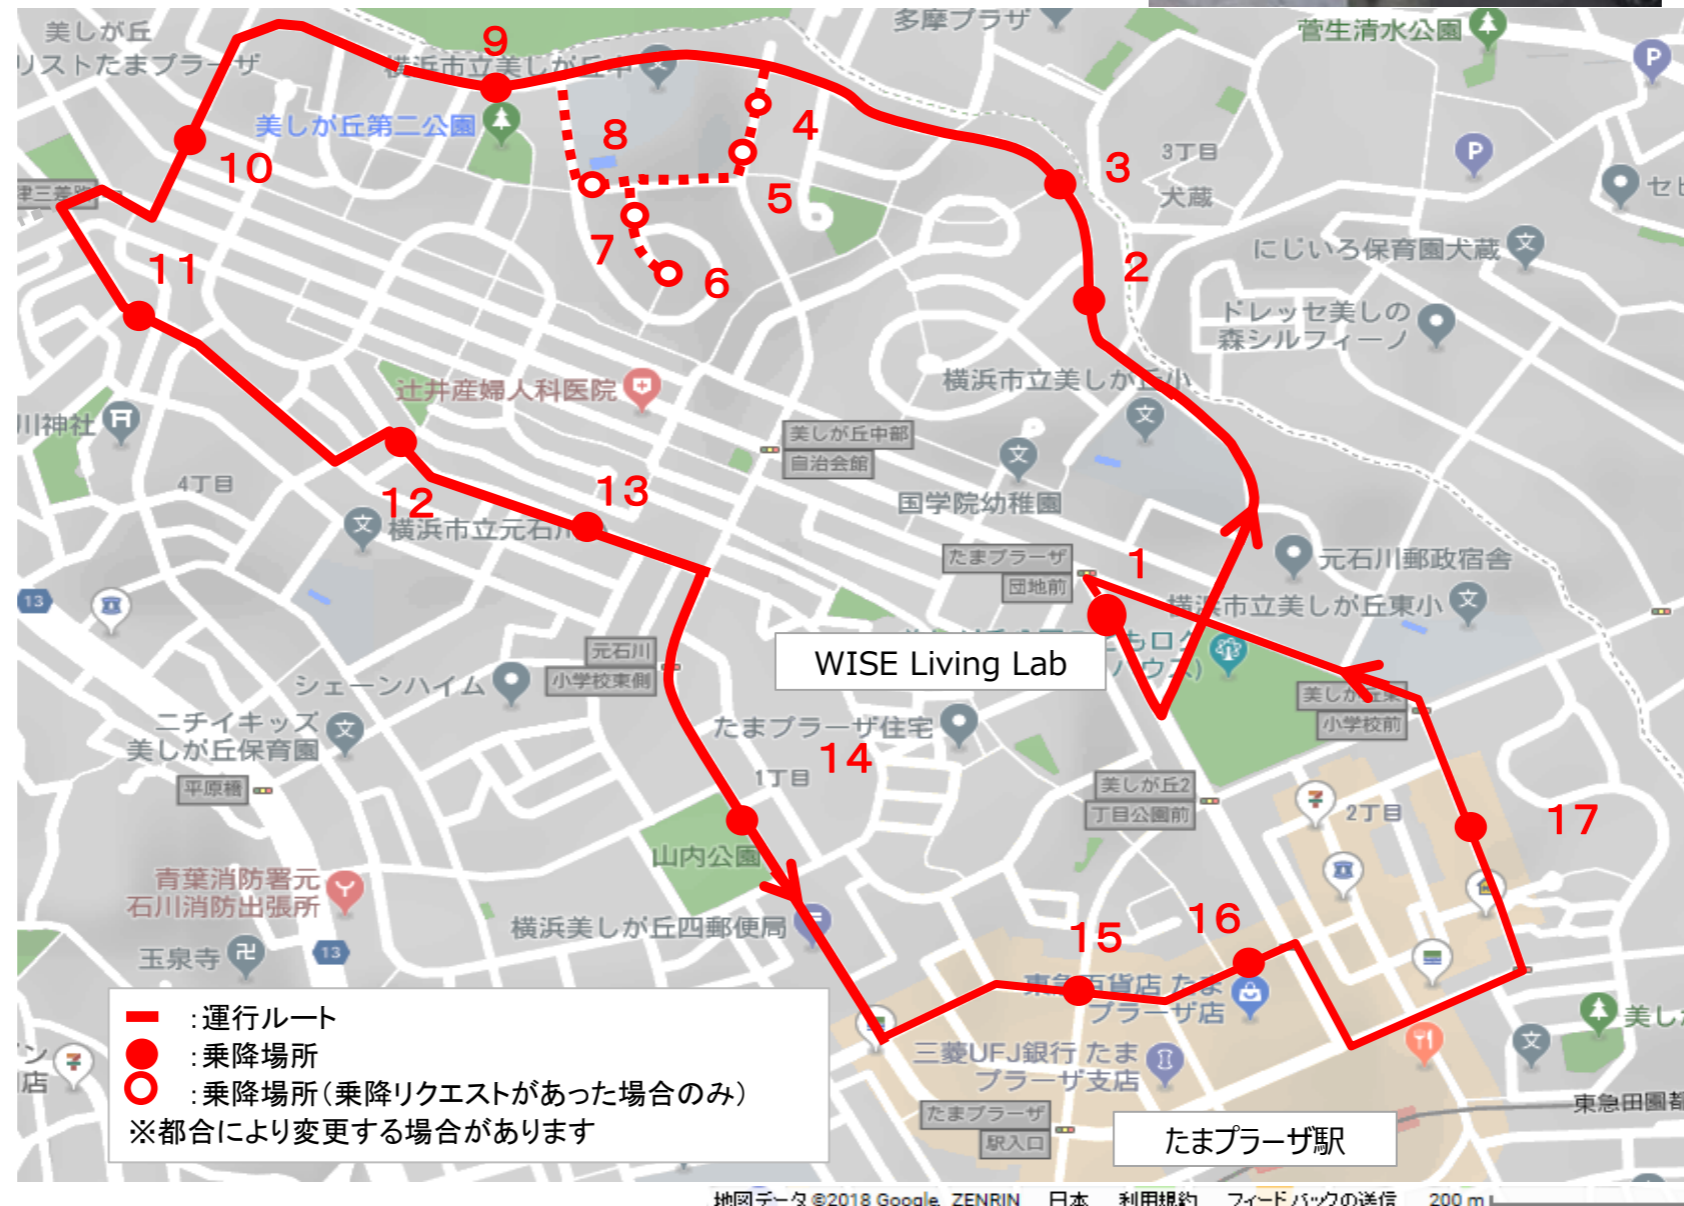 美しが丘
リストたまプラーザ
多摩プラザ
菅生清水公園
9
横浜市立美しが丘中
美しが丘第二公園
8
4
10
5
3
3丁目
犬蔵
セ
7
6
2
にじいろ保育園犬蔵
11
ドレッセ美しの
森シルフィーノ
辻井産婦人科医院
横浜市立美しが丘小
川神社
美しが丘中部
自治会館
4丁目
12
13
横浜市立元石川
国学院幼稚園
たまプラーザ
団地前
1
元石川郵政宿舎
13
横浜市立美しが丘東小
WISE Living Lab
ハウス)
元石川
小学校東側
シェーンハイム
美しが丘東
小学校前
ニチイキッズ
美しが丘保育園
たまプラーザ住宅
14
1丁目
平原橋
美しが丘2
丁目公園前
2丁目
17
山内公園
青葉消防署元
石川消防出張所
横浜美しが丘四郵便局
玉泉寺
13
15
16
東急百貨店 たま
プラーザ店
三菱UFJ銀行 たま
プラーザ支店
美し
店
:運行ルート
:乗降場所
:乗降場所(乗降リクエストがあった場合のみ)
※都合により変更する場合があります
たまプラーザ
駅入口
たまプラーザ駅
東急田園都
地図データ ©2018 Google, ZENRIN 日本 利用規約 フィードバックの送信 200 m